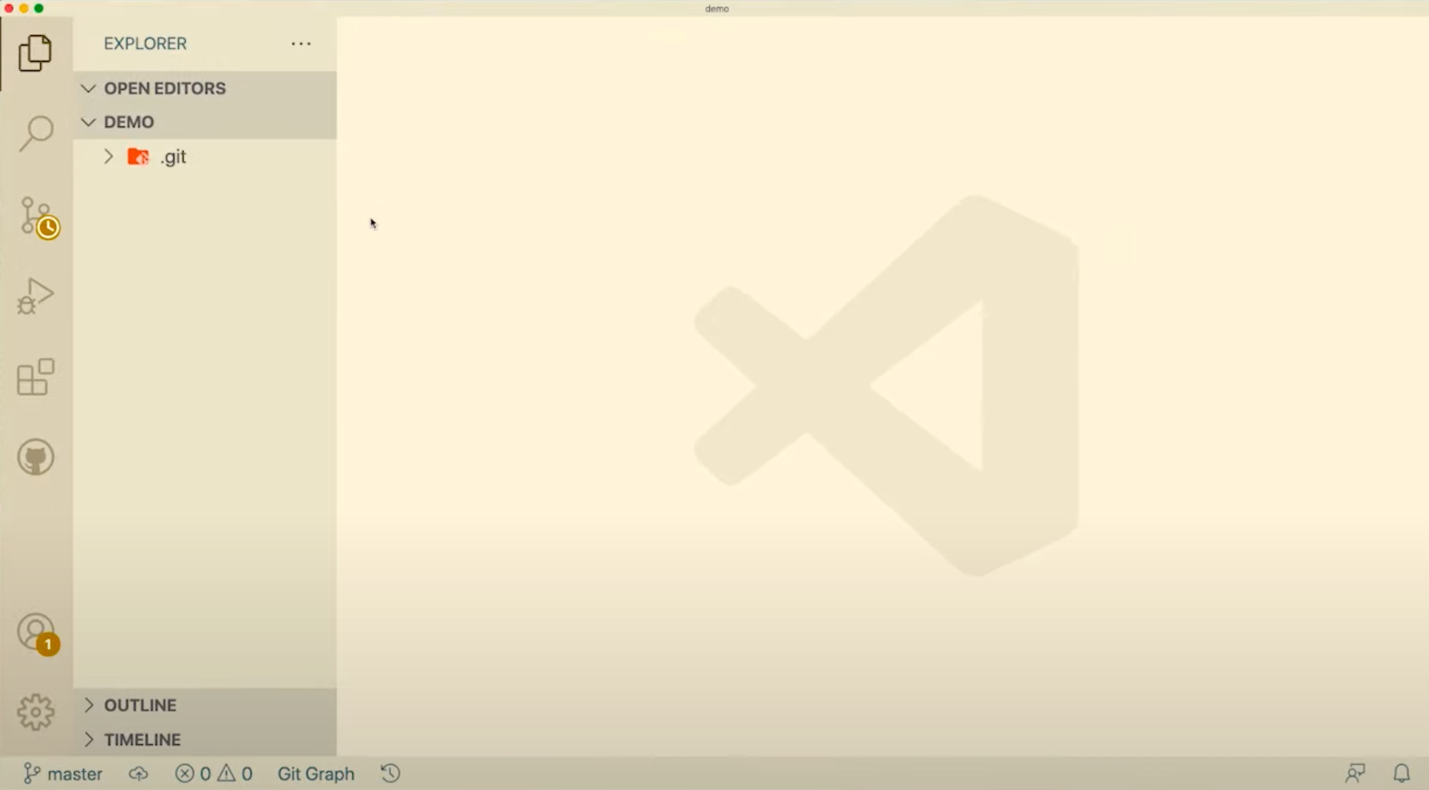 demo
EXPLORER
OPEN EDITORS
DEMO
.git
1
OUTLINE
TIMELINE
master 0 0 Git Graph